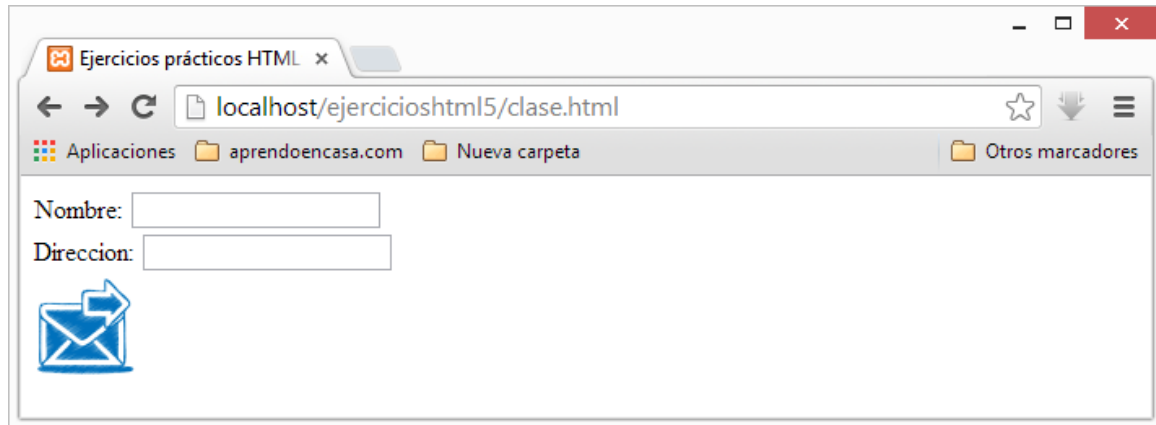 Ejercicios prácticos HTML
localhost/ejercicioshtml5/clase.html
Aplicaciones aprendoencasa.com Nueva carpeta Otros marcadores
Nombre:
Direccion: